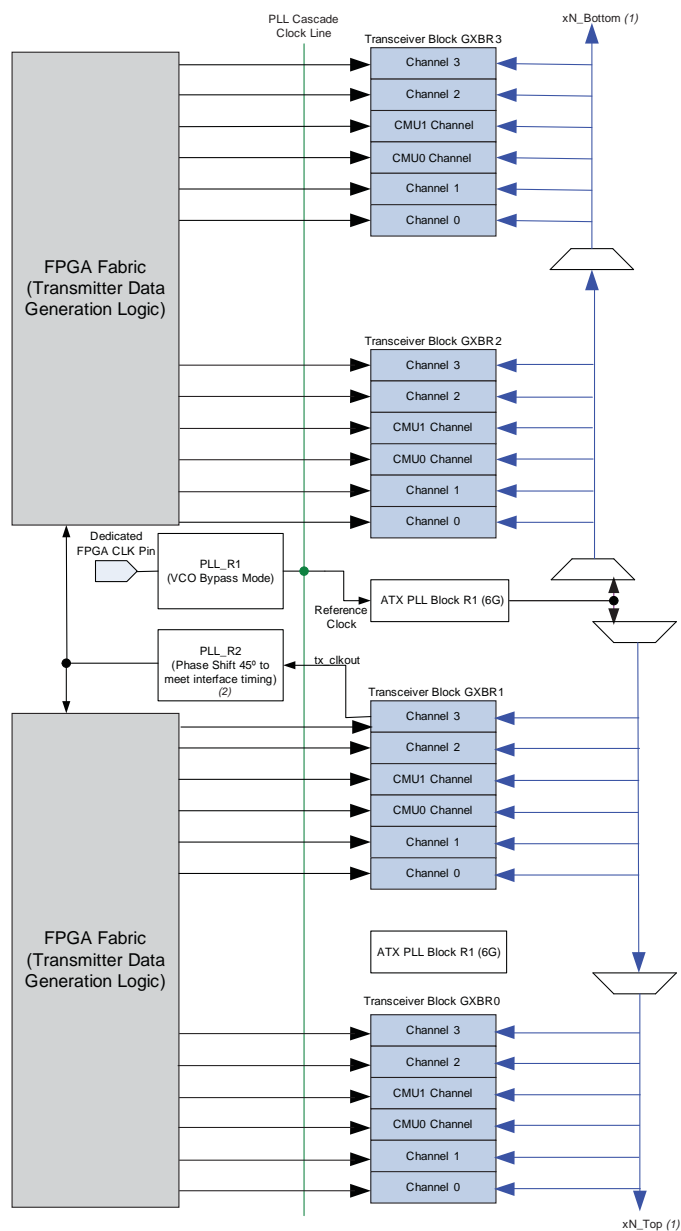 PLL Cascade
Clock Line
xN_Bottom (1)
Transceiver Block GXBR3
Channel 3
Channel 2
CMU1 Channel
CMU0 Channel
Channel 1
Channel 0
FPGA Fabric
(Transmitter Data
Generation Logic)
Transceiver Block GXBR2
Channel 3
Channel 2
CMU1 Channel
CMU0 Channel
Channel 1
Channel 0
Dedicated
FPGA CLK Pin
PLL_R1
(VCO Bypass Mode)
Reference
Clock
ATX PLL Block R1 (6G)
PLL_R2
(Phase Shift 45º to
meet interface timing)
(2)
tx_clkout
Transceiver Block GXBR1
Channel 3
Channel 2
CMU1 Channel
CMU0 Channel
Channel 1
Channel 0
FPGA Fabric
(Transmitter Data
Generation Logic)
ATX PLL Block R1 (6G)
Transceiver Block GXBR0
Channel 3
Channel 2
CMU1 Channel
CMU0 Channel
Channel 1
Channel 0
xN_Top (1)